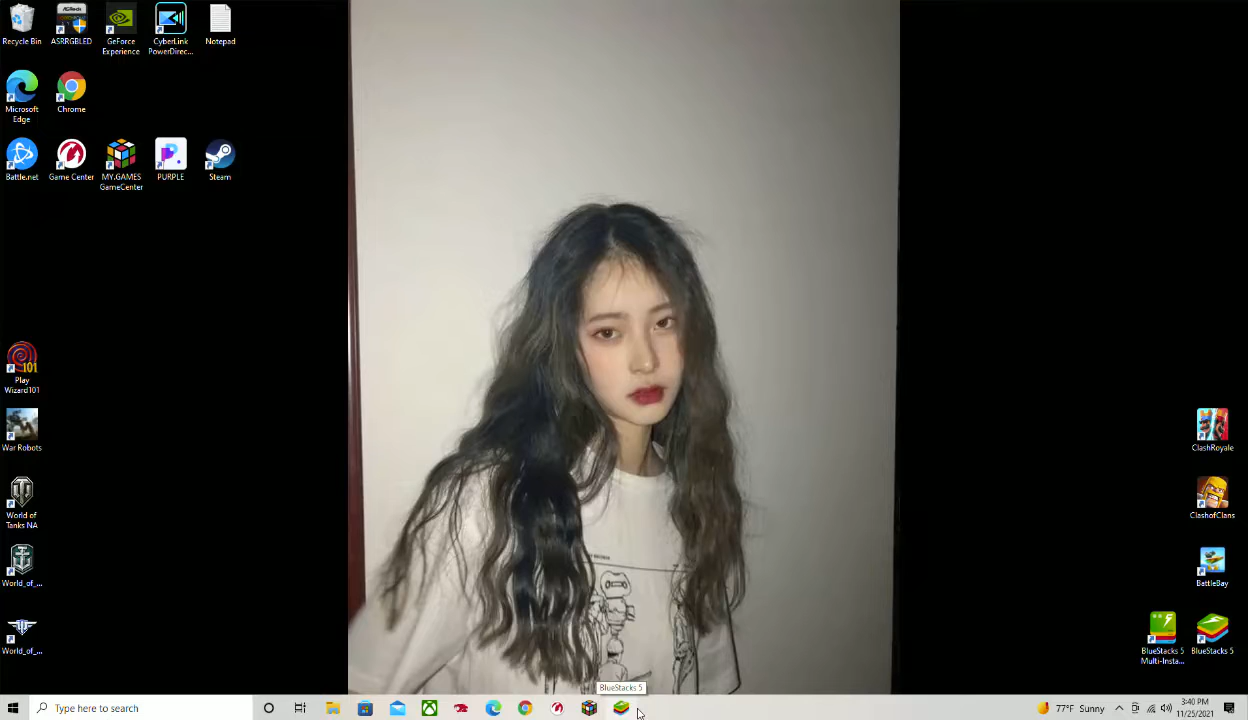 Recycle Bin
ASRRGBLED
GeForce
Experience
CyberLink
PowerDirec...
Notepad
Microsoft
Edge
Chrome
Battle.net
Game Center
MY.GAMES
GameCenter
PURPLE
Steam
101
Play
Wizard101
War Robots
World of
Tanks NA
World_of_...
World_of_...
ClashRoyale
ClashofClans
BattleBay
BlueStacks 5
Multi-Insta...
BlueStacks 5
BlueStacks 5
Type here to search
77°F Sunny
3:40 PM
11/25/2021